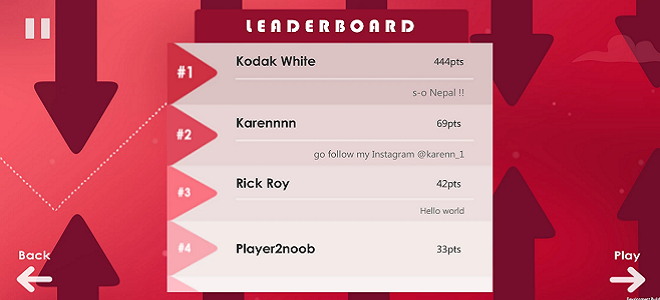 LEADERBOARD
#1
Kodak White
444pts
s-o Nepal !!
#2
Karennnn
69pts
go follow my Instagram @karenn_1
#3
Rick Roy
42pts
Hello world
#4
Player2noob
33pts
Back
Play